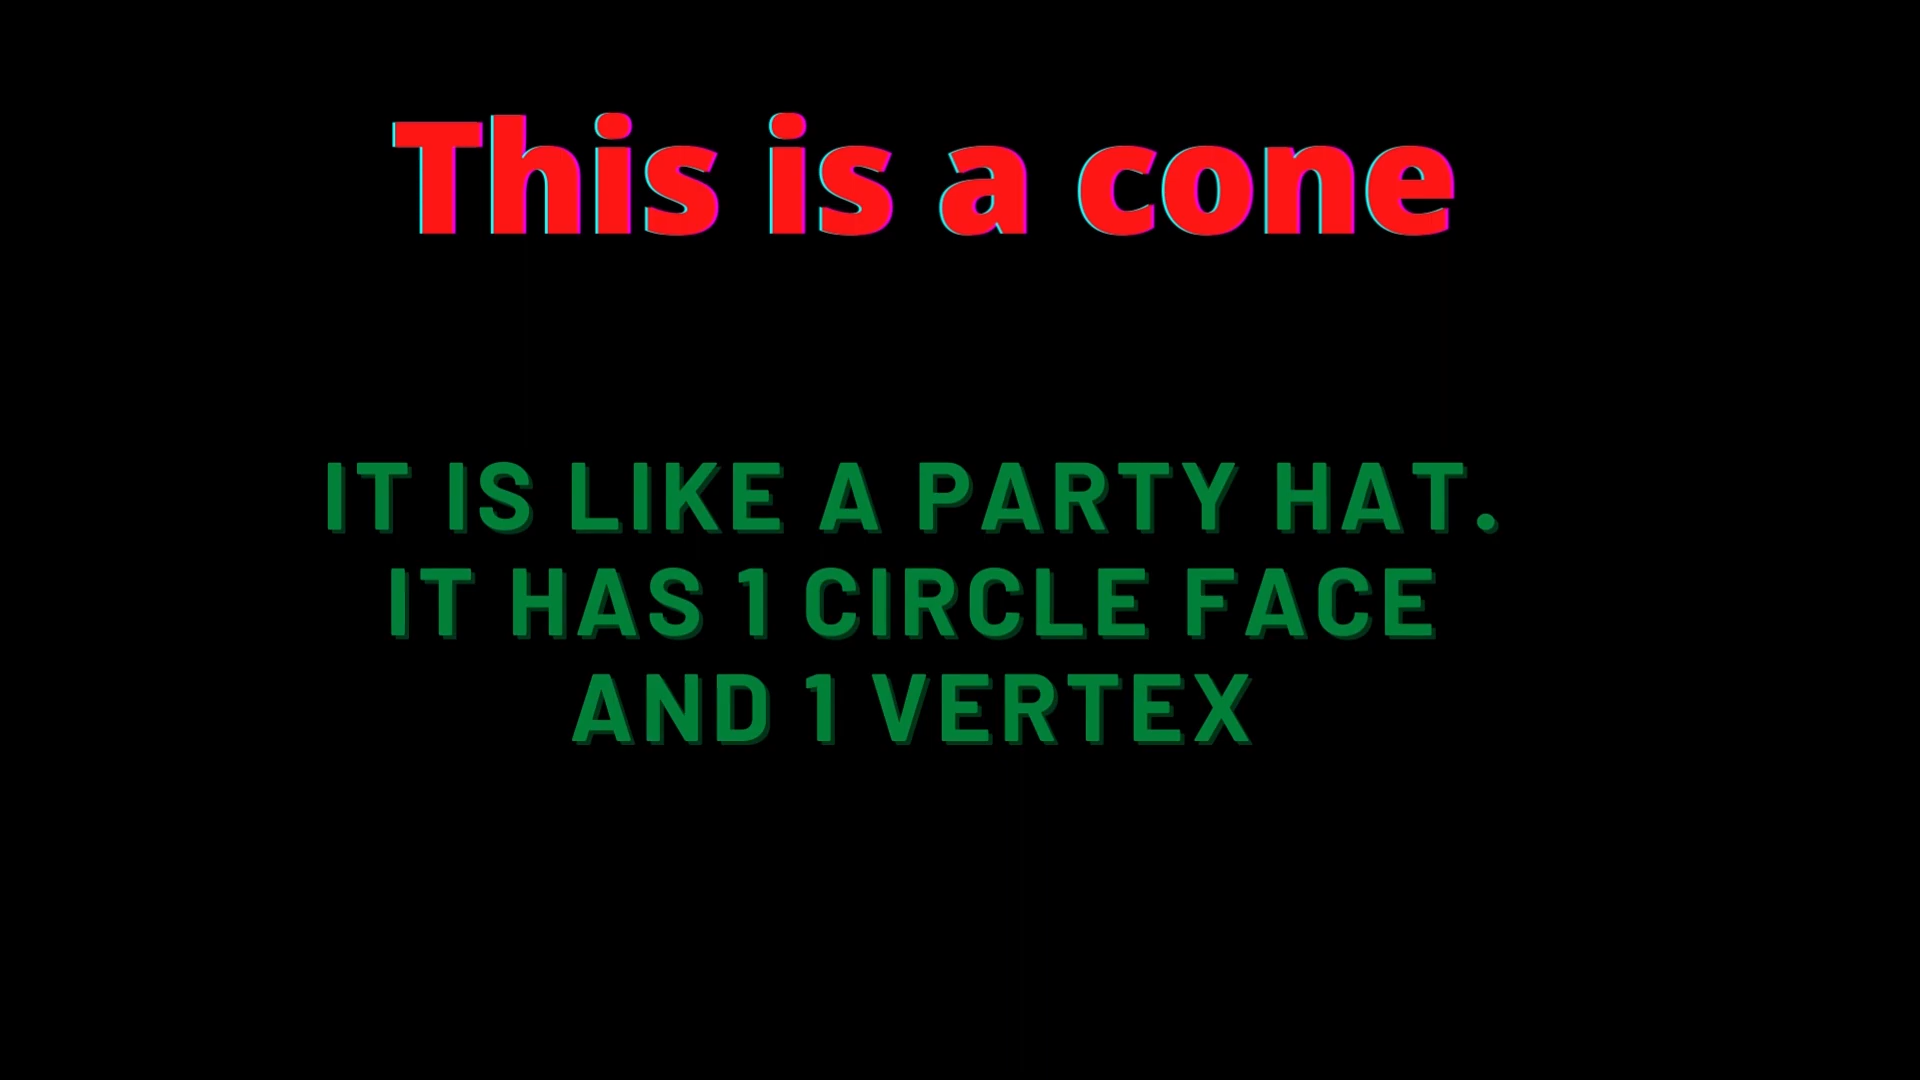 This is a cone
IT IS LIKE A PARTY HAT.
IT HAS 1 CIRCLE FACE
AND 1 VERTEX